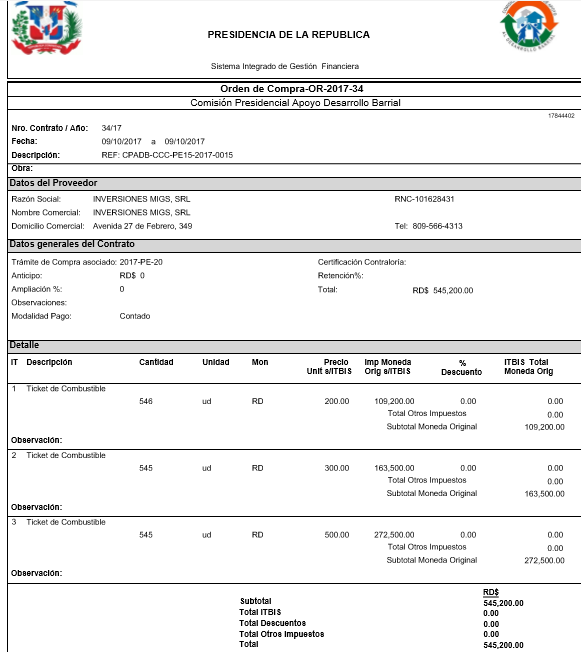 PRESIDENCIA DE LA REPUBLICA
Sistema Integrado de Gestión Financiera
Orden de Compra-OR-2017-34
Comisión Presidencial Apoyo Desarrollo Barrial
17844402
Nro. Contrato / Año: 34/17
Fecha: 09/10/2017 a 09/10/2017
Descripción: REF: CPADB-CCC-PE15-2017-0015
Obra:
Datos del Proveedor
Razón Social: INVERSIONES MIGS, SRL RNC-101628431
Nombre Comercial: INVERSIONES MIGS, SRL
Domicilio Comercial: Avenida 27 de Febrero, 349 Tel: 809-566-4313
Datos generales del Contrato
Trámite de Compra asociado: 2017-PE-20 Certificación Contraloría:
Anticipo: RD$ 0 Retención%:
Ampliación %: 0 Total: RD$ 545,200.00
Observaciones:
Modalidad Pago: Contado
Detalle
IT Descripción Cantidad Unidad Mon Precio Imp Moneda % ITBIS Total
Unit s/ITBIS Orig s/ITBIS Descuento Moneda Orig
1 Ticket de Combustible
546 ud RD 200.00 109,200.00 0.00 0.00
Total Otros Impuestos 0.00
Subtotal Moneda Original 109,200.00
Observación:
2 Ticket de Combustible
545 ud RD 300.00 163,500.00 0.00 0.00
Total Otros Impuestos 0.00
Subtotal Moneda Original 163,500.00
Observación:
3 Ticket de Combustible
545 ud RD 500.00 272,500.00 0.00 0.00
Total Otros Impuestos 0.00
Subtotal Moneda Original 272,500.00
Observación:
RD$
Subtotal 545,200.00
Total ITBIS 0.00
Total Descuentos 0.00
Total Otros Impuestos 0.00
Total 545,200.00